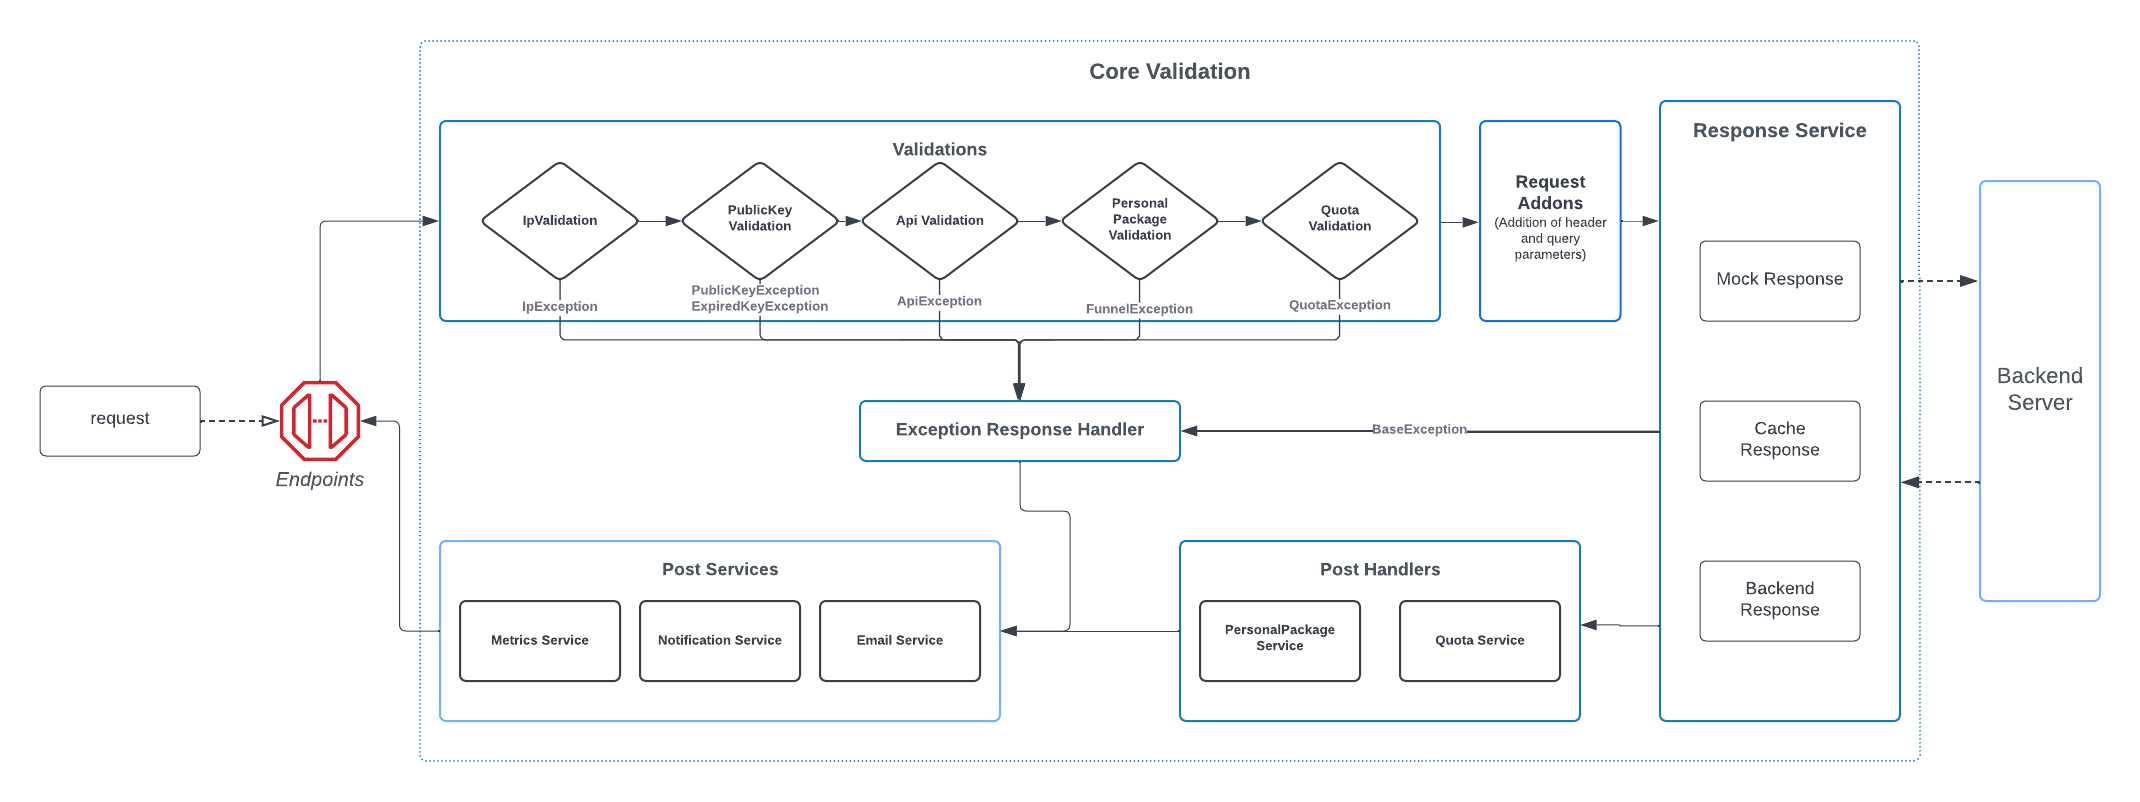 Core Validation
Validations
IpValidation
PublicKey
Validation
Api Validation
Personal
Package
Validation
Quota
Validation
IpException
PublicKeyException
ExpiredKeyException
ApiException
FunnelException
QuotaException
Request
Addons
(Addition of header
and query
parameters)
Response Service
Mock Response
Cache
Response
Backend
Response
Backend
Server
request
Endpoints
Exception Response Handler
BaseException
Post Services
Metrics Service
Notification Service
Email Service
Post Handlers
PersonalPackage
Service
Quota Service